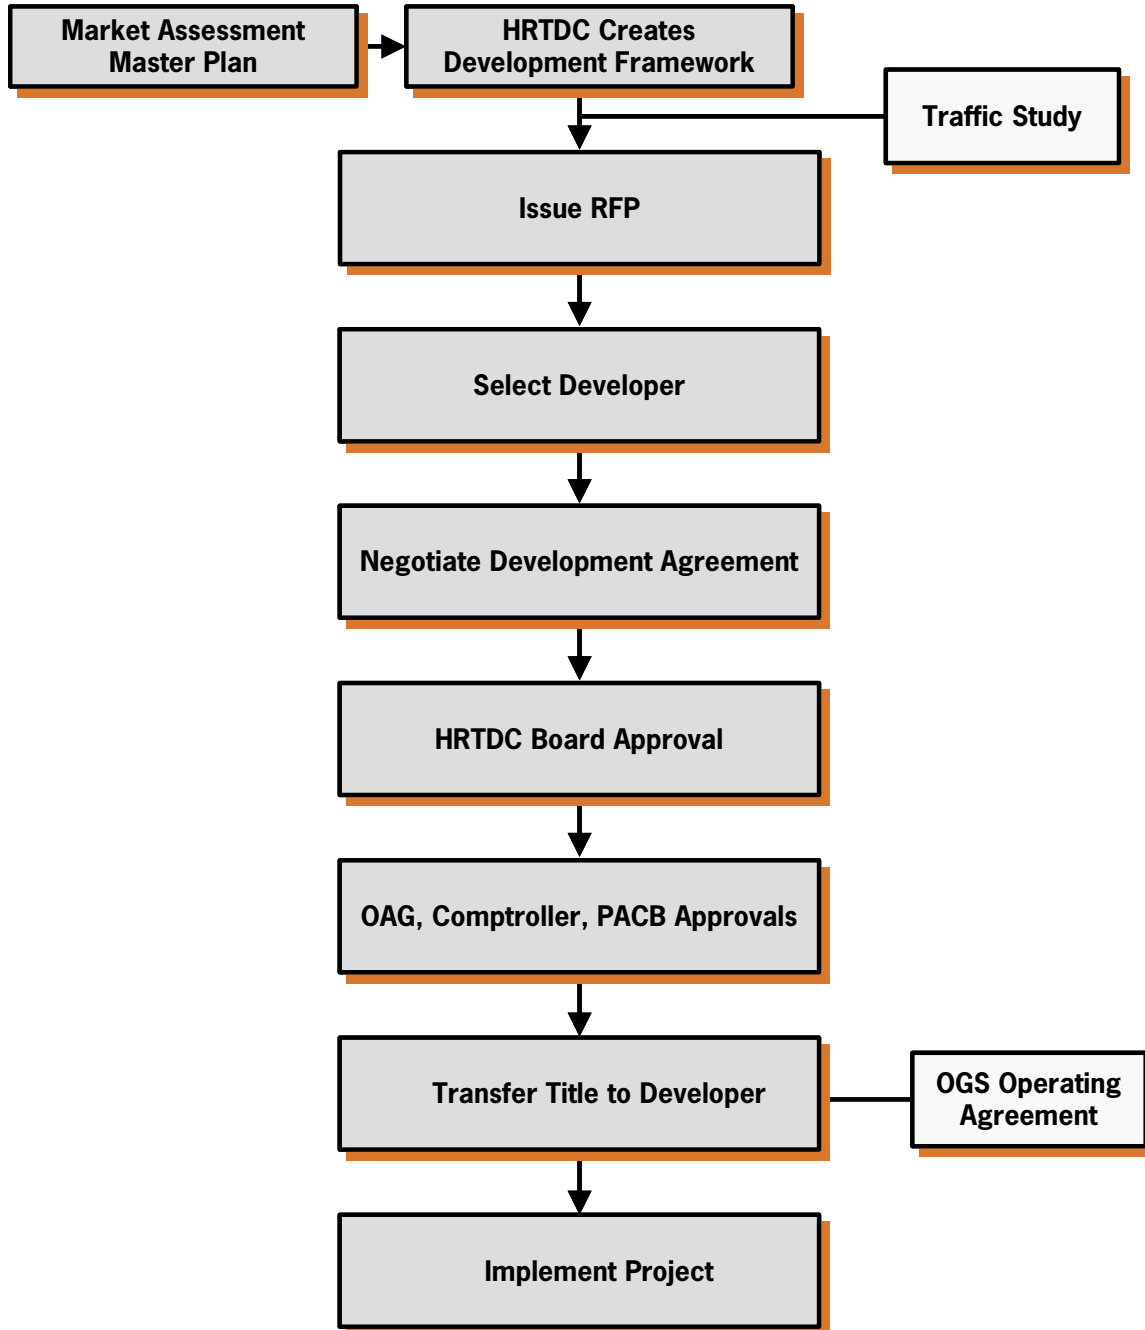 Market Assessment
Master Plan
HRTDC Creates
Development Framework
Traffic Study
Issue RFP
Select Developer
Negotiate Development Agreement
HRTDC Board Approval
OAG, Comptroller, PACB Approvals
Transfer Title to Developer
OGS Operating
Agreement
Implement Project